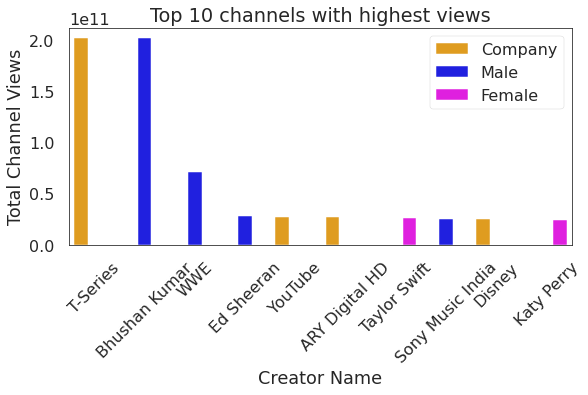 Top 10 channels with highest views
1e11
Total Channel Views
2.0
1.5
1.0
0.5
0.0
Company
Male
Female
T-Series
Bhushan Kumar
WWE
Ed Sheeran
YouTube
ARY Digital HD
Taylor Swift
Sony Music India
Disney
Katy Perry
Creator Name